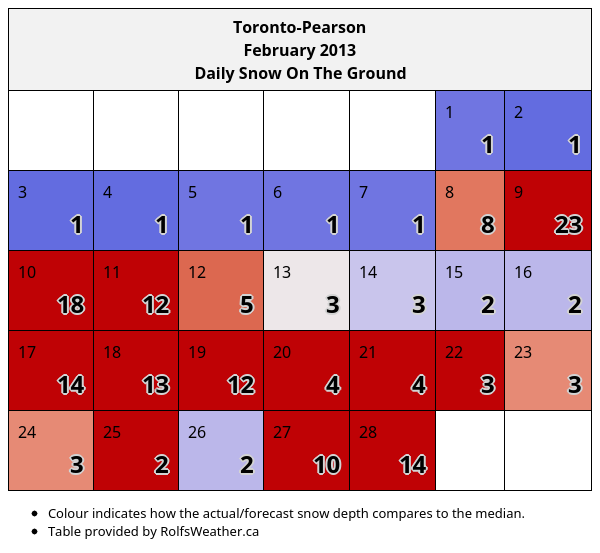 Toronto-Pearson
February 2013
Daily Snow On The Ground
1 2
1 1
3 4 5 6 7 8 9
1 1 1 1 1 8 23
10 11 12 13 14 15 16
18 12 5 3 3 2 2
17 18 19 20 21 22 23
14 13 12 4 4 3 3
24 25 26 27 28
3 2 2 10 14
• Colour indicates how the actual/forecast snow depth compares to the median.
• Table provided by RolfsWeather.ca